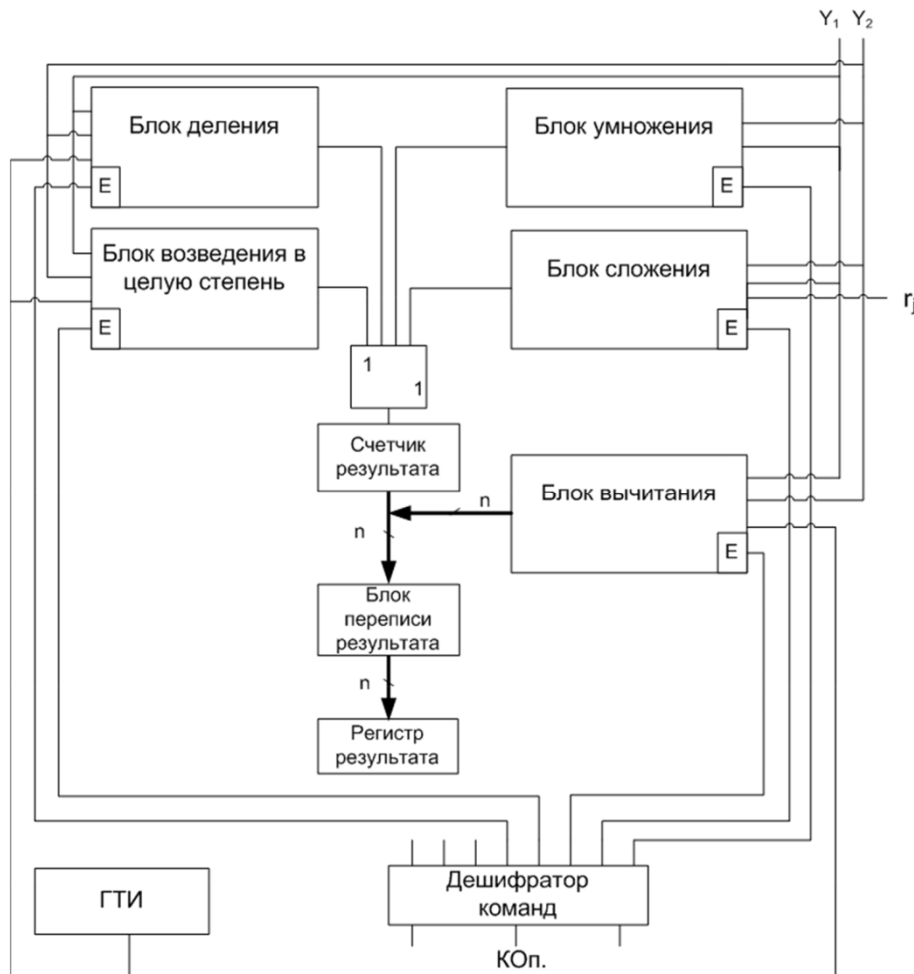 Y1 Y2
Блок деления
Блок умножения
E
E
Блок возведения в
целую степень
Блок сложения
rj
E
E
1
1
Счетчик
результата
Блок вычитания
n
n
E
Блок
переписи
результата
n
Регистр
результата
ГТИ
Дешифратор
команд
КОп.